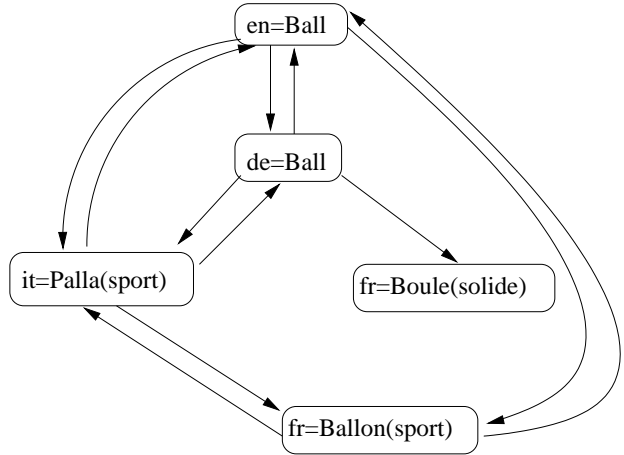 en=Ball
de=Ball
it=Palla(sport)
fr=Boule(solide)
fr=Ballon(sport)